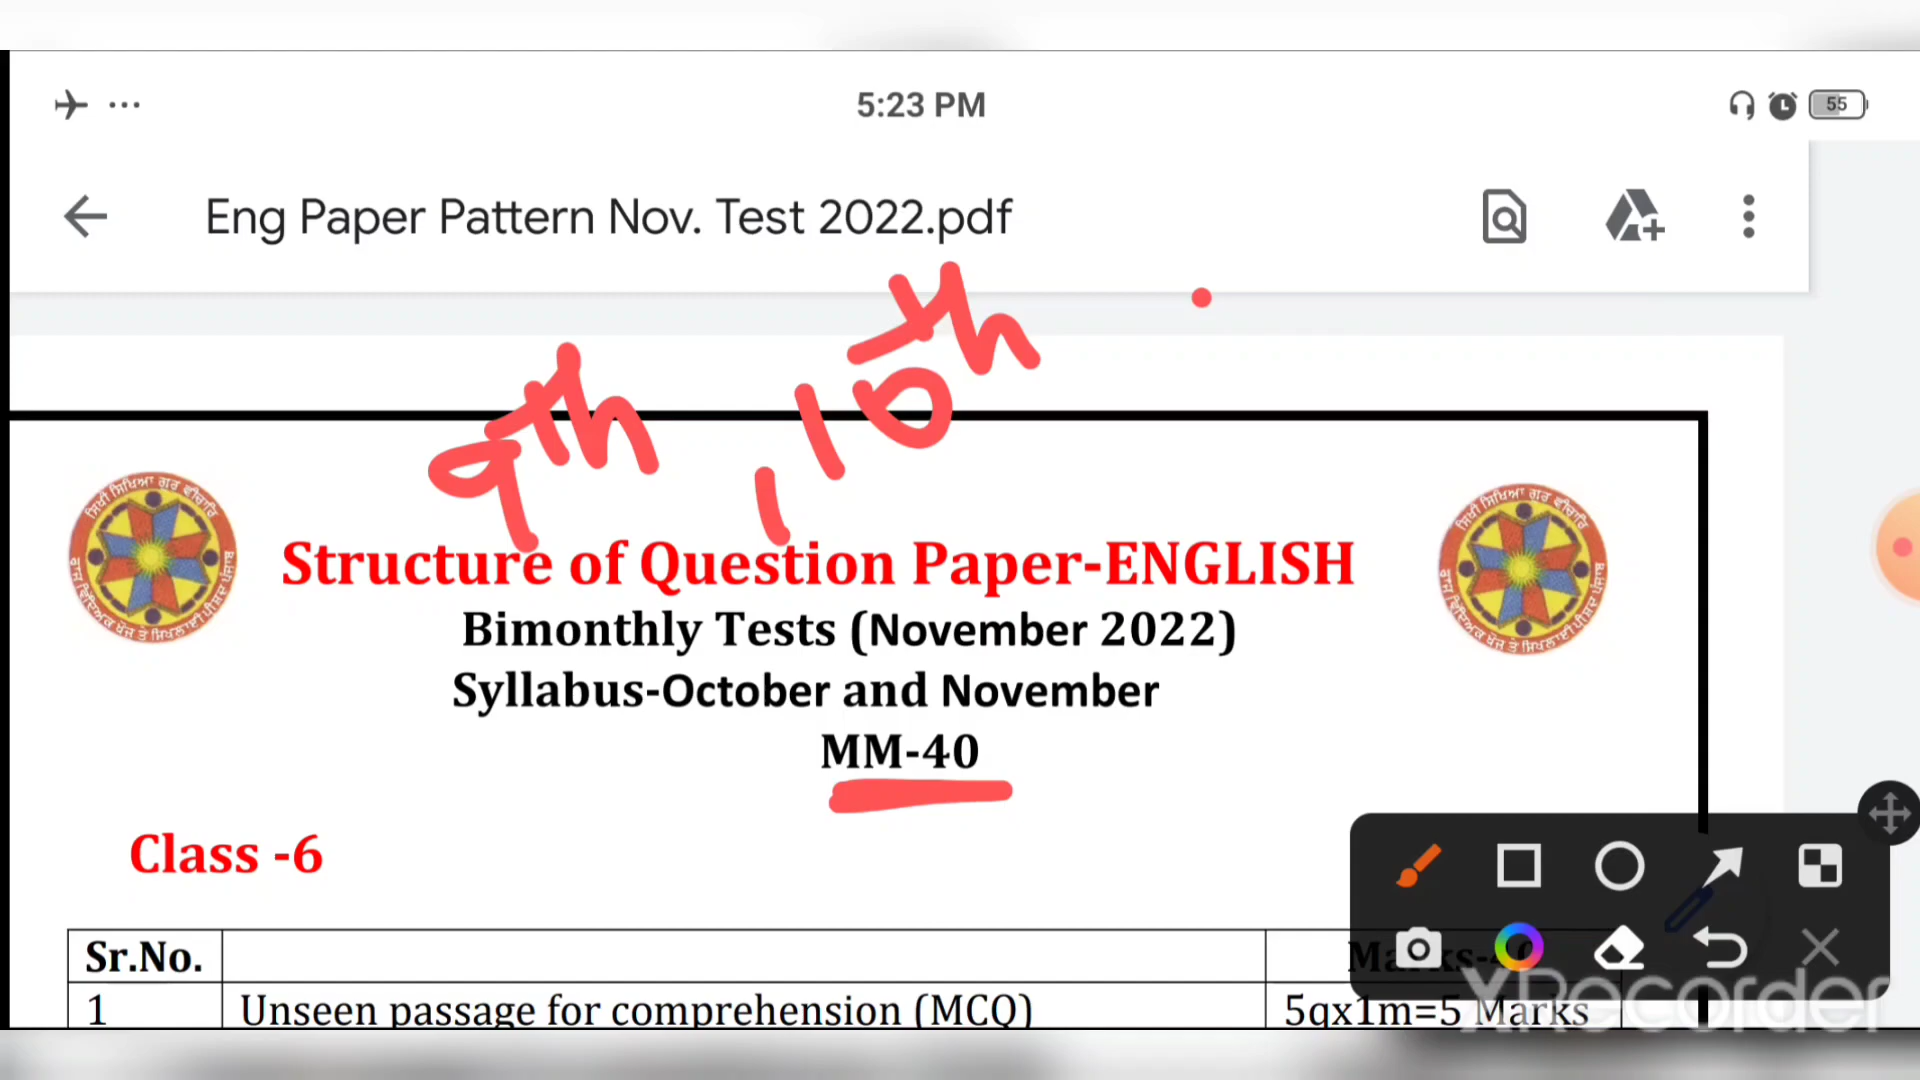 5:23 PM
55
Eng Paper Pattern Nov. Test 2022.pdf
9th , 10th
Structure of Question Paper-ENGLISH
Bimonthly Tests (November 2022)
Syllabus-October and November
MM-40
Class -6
Sr.No. Marks-40
1 Unseen passage for comprehension (MCQ) 5qx1m=5 Marks
XRecorder